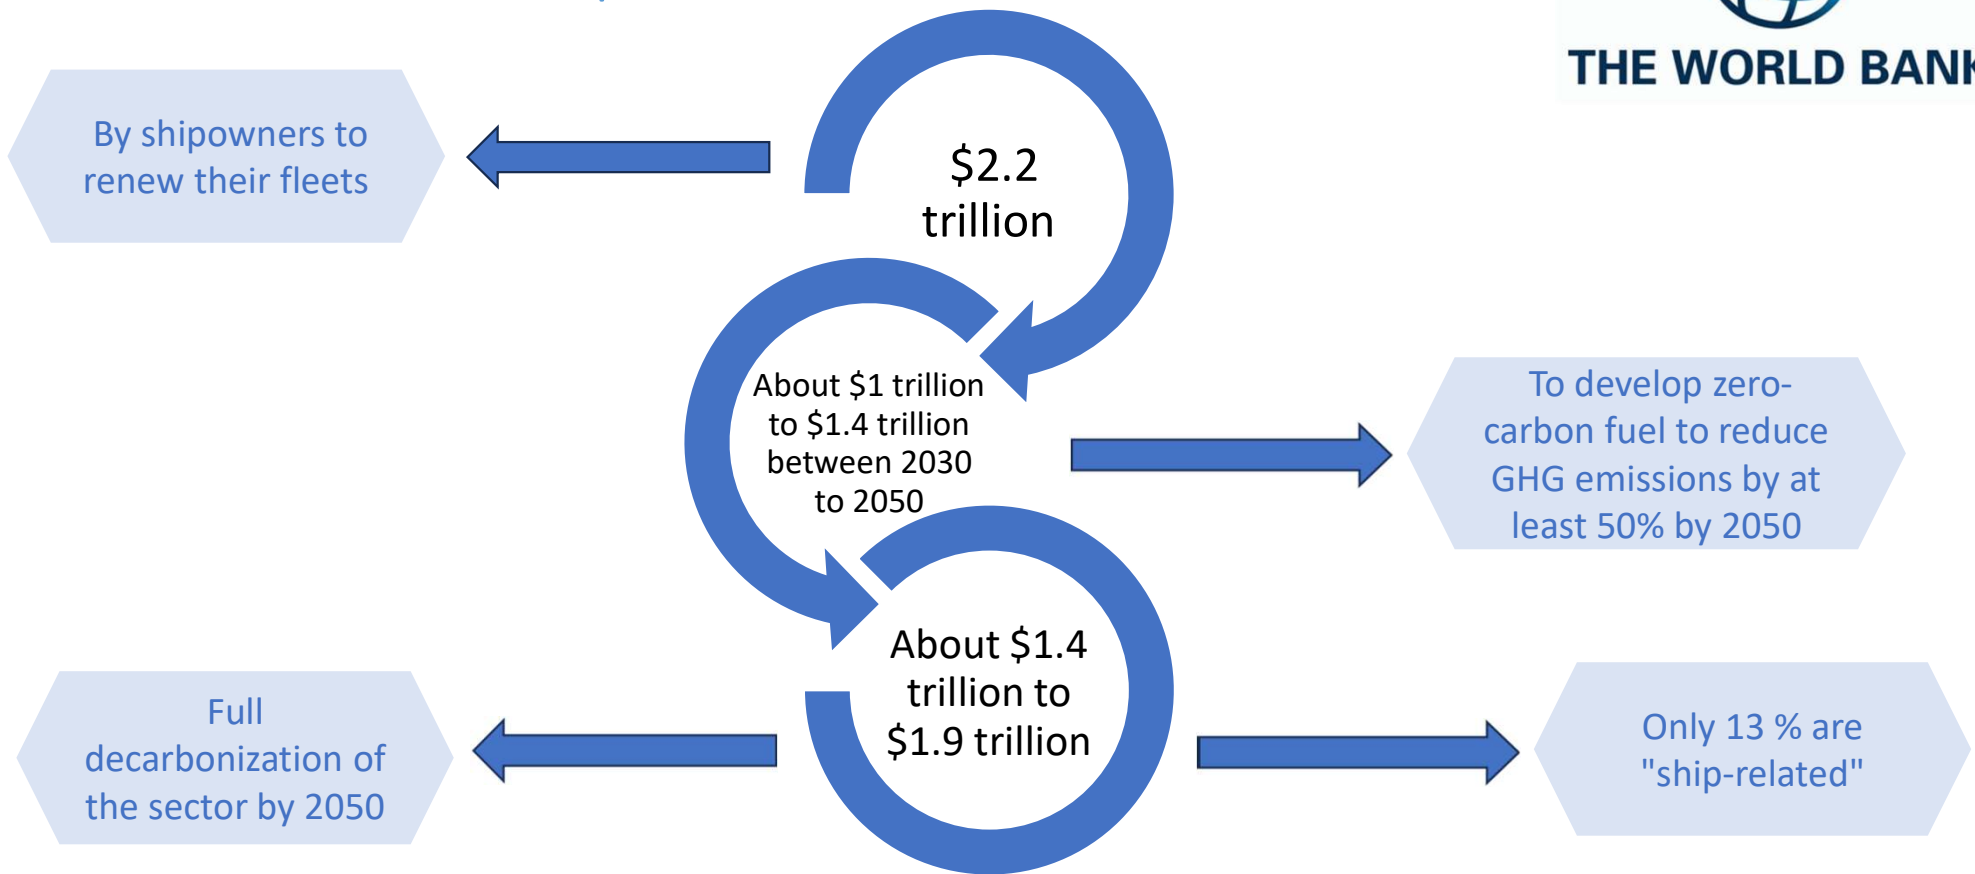 THE WORLD BANK
By shipowners to
renew their fleets
$2.2
trillion
About $1 trillion
to $1.4 trillion
between 2030
to 2050
To develop zero-
carbon fuel to reduce
GHG emissions by at
least 50% by 2050
About $1.4
trillion to
$1.9 trillion
Full
decarbonization of
the sector by 2050
Only 13 % are
"ship-related"